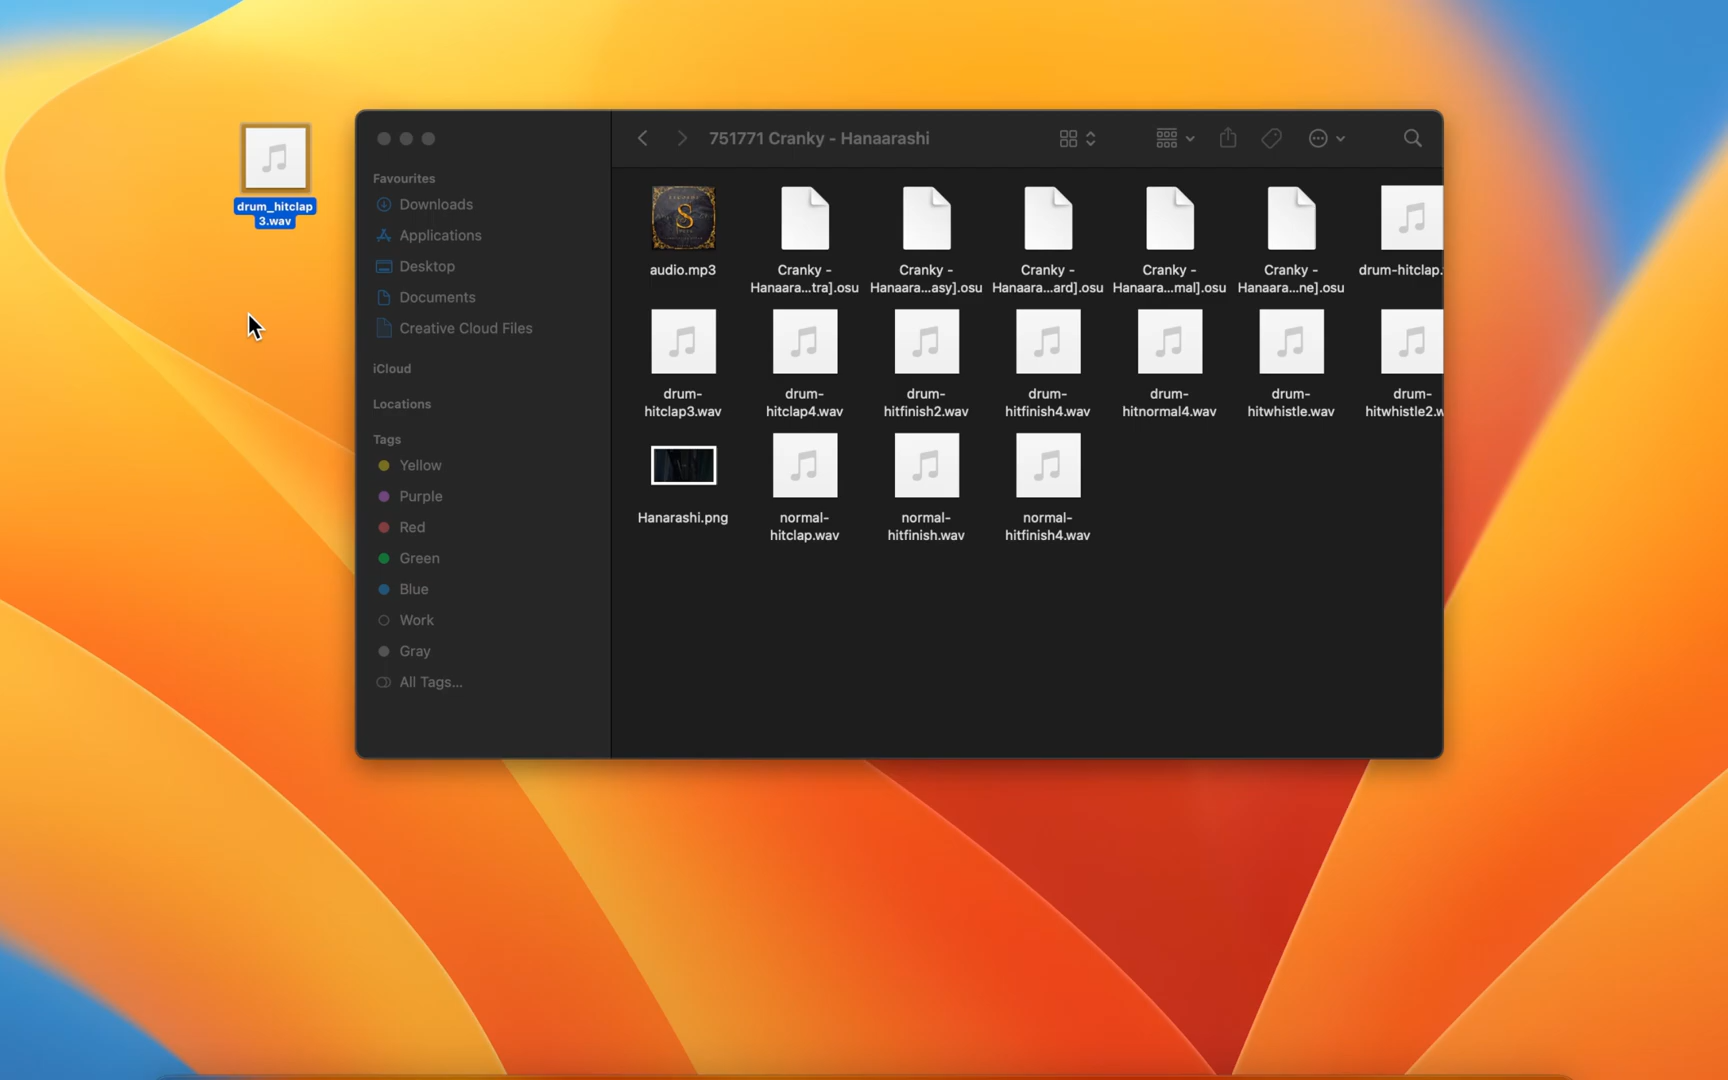 drum_hitclap
3.wav
751771 Cranky - Hanaarashi
Favourites
Downloads
Applications
Desktop
Documents
Creative Cloud Files
iCloud
Locations
Tags
Yellow
Purple
Red
Green
Blue
Work
Gray
All Tags...
audio.mp3
Cranky -
Hanaara...tra].osu
Cranky -
Hanaara...asy].osu
Cranky -
Hanaara...ard].osu
Cranky -
Hanaara...mal].osu
Cranky -
Hanaara...ne].osu
drum-hitclap.
drum-
hitclap3.wav
drum-
hitclap4.wav
drum-
hitfinish2.wav
drum-
hitfinish4.wav
drum-
hitnormal4.wav
drum-
hitwhistle.wav
drum-
hitwhistle2.w
Hanarashi.png
normal-
hitclap.wav
normal-
hitfinish.wav
normal-
hitfinish4.wav